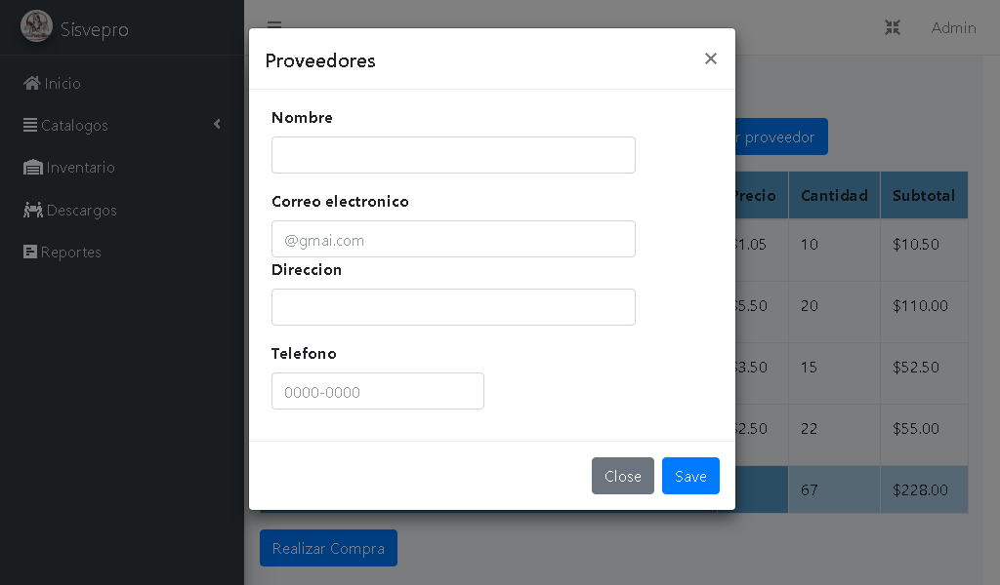 Sisvepro
Admin
Inicio
Catalogos
Inventario
Descargos
Reportes
Proveedores
×
Nombre
Correo electronico
@gmai.com
Direccion
Telefono
0000-0000
Close
Save
proveedor
Cantidad
Subtotal
$1.05 10 $10.50
$5.50 20 $110.00
$3.50 15 $52.50
$2.50 22 $55.00
67 $228.00
Realizar Compra